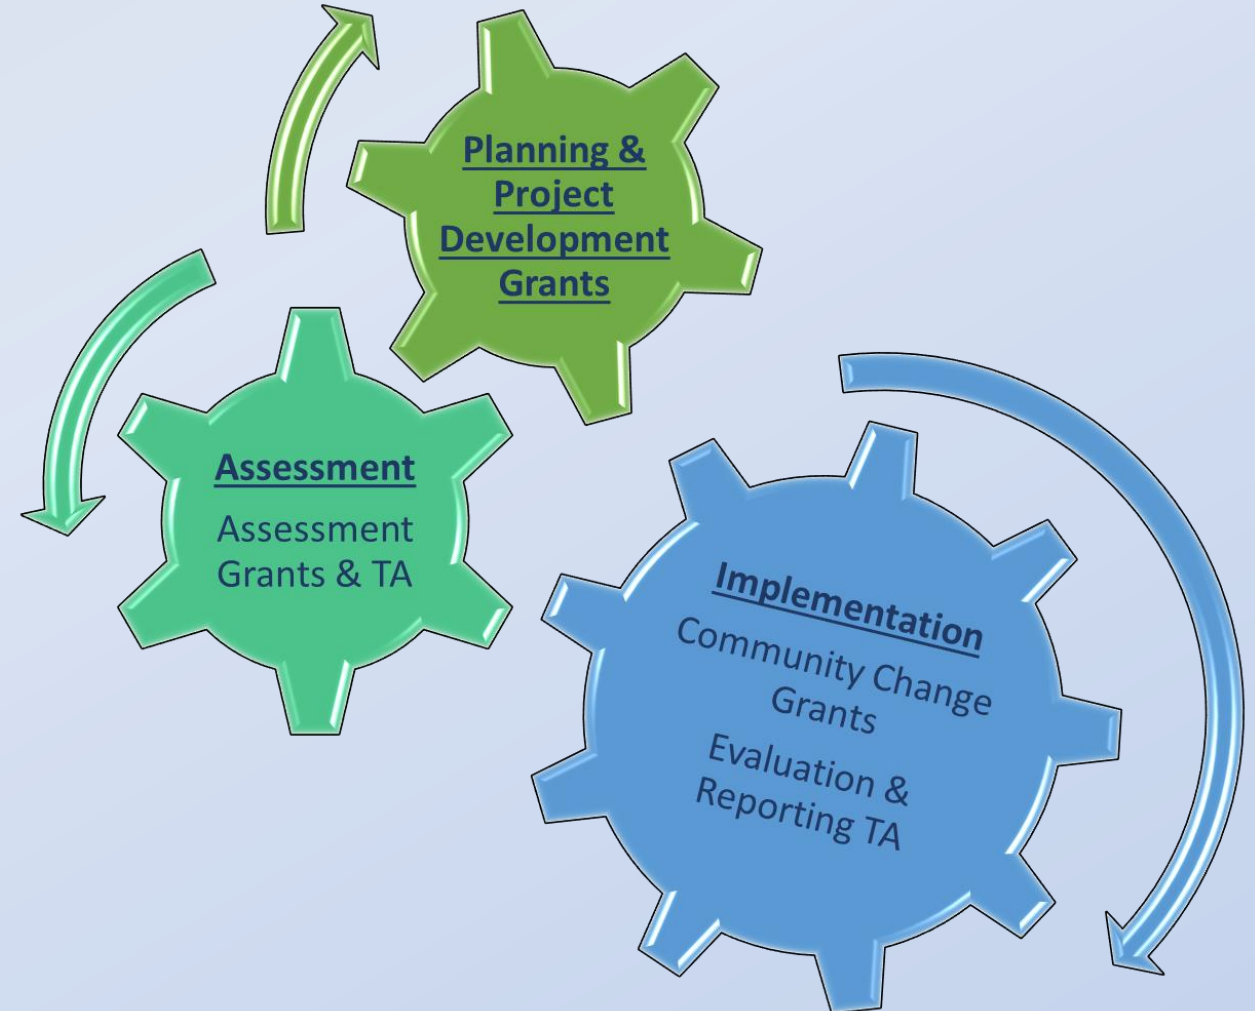 Planning &
Project
Development
Grants
Assessment
Assessment
Grants & TA
Implementation
Community Change
Grants
Evaluation &
Reporting TA